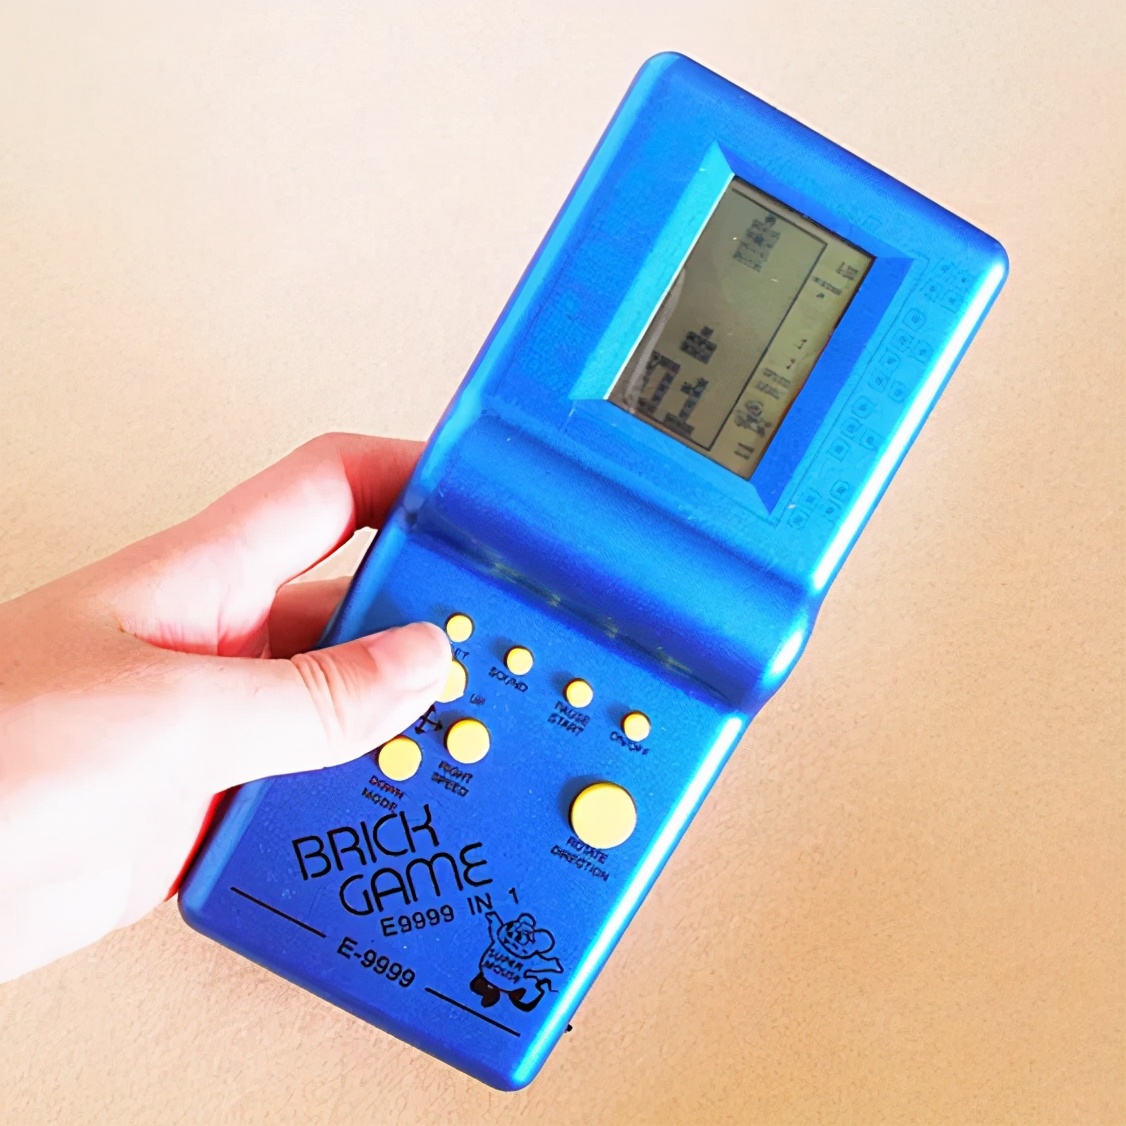 SOUND
UP
PAUSE
START
ON/OFF
RIGHT
SPEED
DOWN
MODE
ROTATE
DIRECTION
BRICK
GAME
E9999 IN 1
E-9999
SUPER
MOUSE